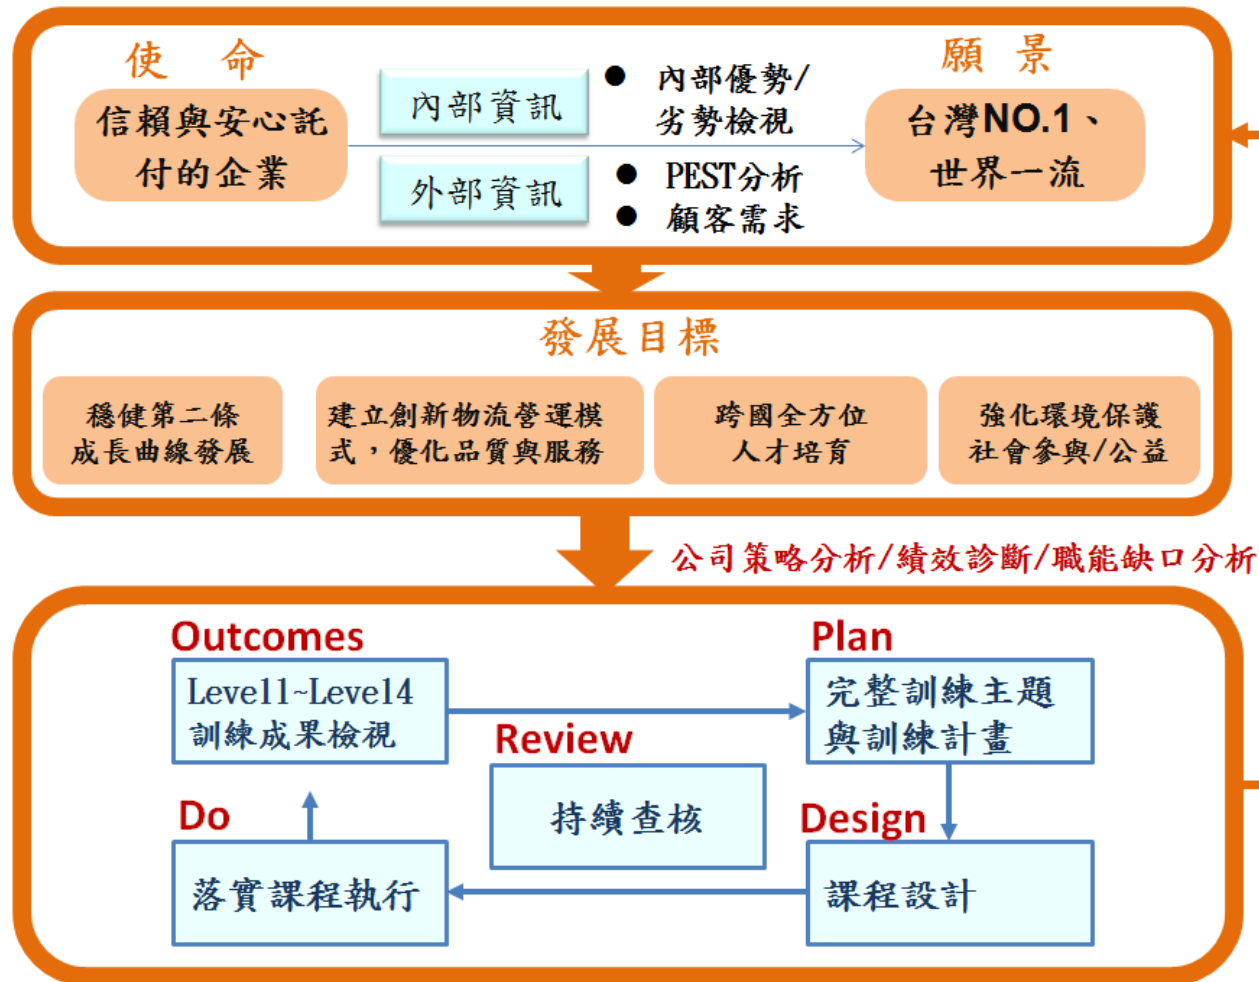 使 命
願 景
信賴與安心託
付的企業
內部資訊
● 內部優勢/
劣勢檢視
外部資訊
● PEST分析
● 顧客需求
台灣NO.1、
世界一流
發展目標
穩健第二條
成長曲線發展
建立創新物流營運模
式，優化品質與服務
跨國全方位
人才培育
強化環境保護
社會參與/公益
公司策略分析/績效診斷/職能缺口分析
Outcomes
Level1~Level4
訓練成果檢視
Plan
完整訓練主題
與訓練計畫
Review
持續查核
Do
落實課程執行
Design
課程設計